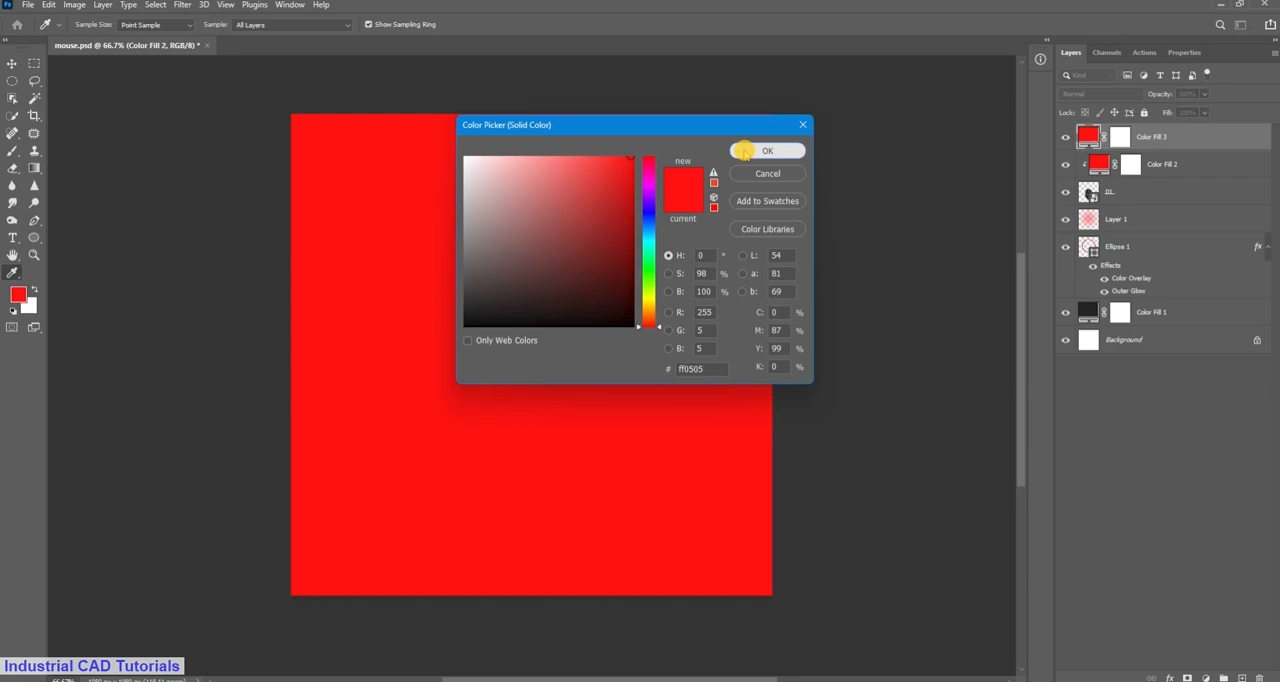 Ps File Edit Image Layer Type Select Filter 3D View Plugins Window Help
Sample Size: Point Sample Sample: All Layers Show Sampling Ring
mouse.psd @ 66.7% (Color Fill 2, RGB/8) * ×
Layers Channels Actions Properties
Kind
Normal Opacity: 100%
Lock: Fill: 100%
Color Fill 3
Color Fill 2
Layer 1
Ellipse 1 fx
Effects
Color Overlay
Outer Glow
Color Fill 1
Background
Color Picker (Solid Color)
new
current
OK
Cancel
Add to Swatches
Color Libraries
H: 0 ° L: 54
S: 98 % a: 81
B: 100 % b: 69
R: 255 C: 0 %
G: 5 M: 87 %
B: 5 Y: 99 %
# ff0505 K: 0 %
Only Web Colors
Industrial CAD Tutorials
fx